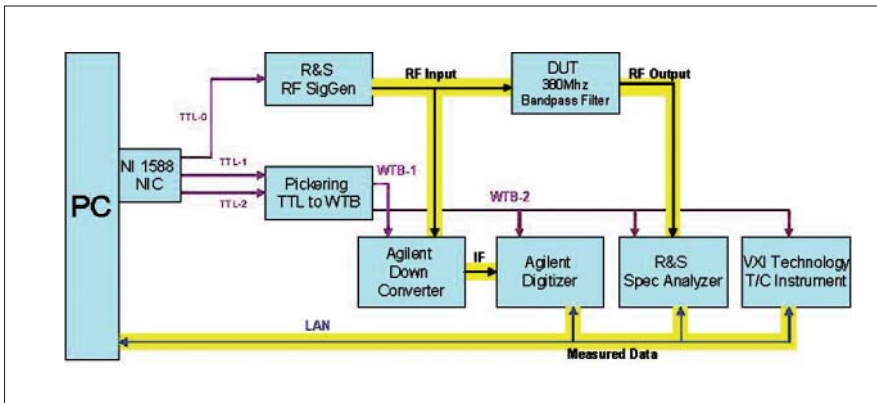 R&S
RF SigGen
RF Input
DUT
380Mhz
Bandpass Filter
RF Output
TTL-0
PC
NI 1588
NIC
TTL-1
TTL-2
Pickering
TTL to WTB
WTB-1
WTB-2
Agilent
Down
Converter
IF
Agilent
Digitizer
R&S
Spec Analyzer
VXI Technology
T/C Instrument
LAN
Measured Data